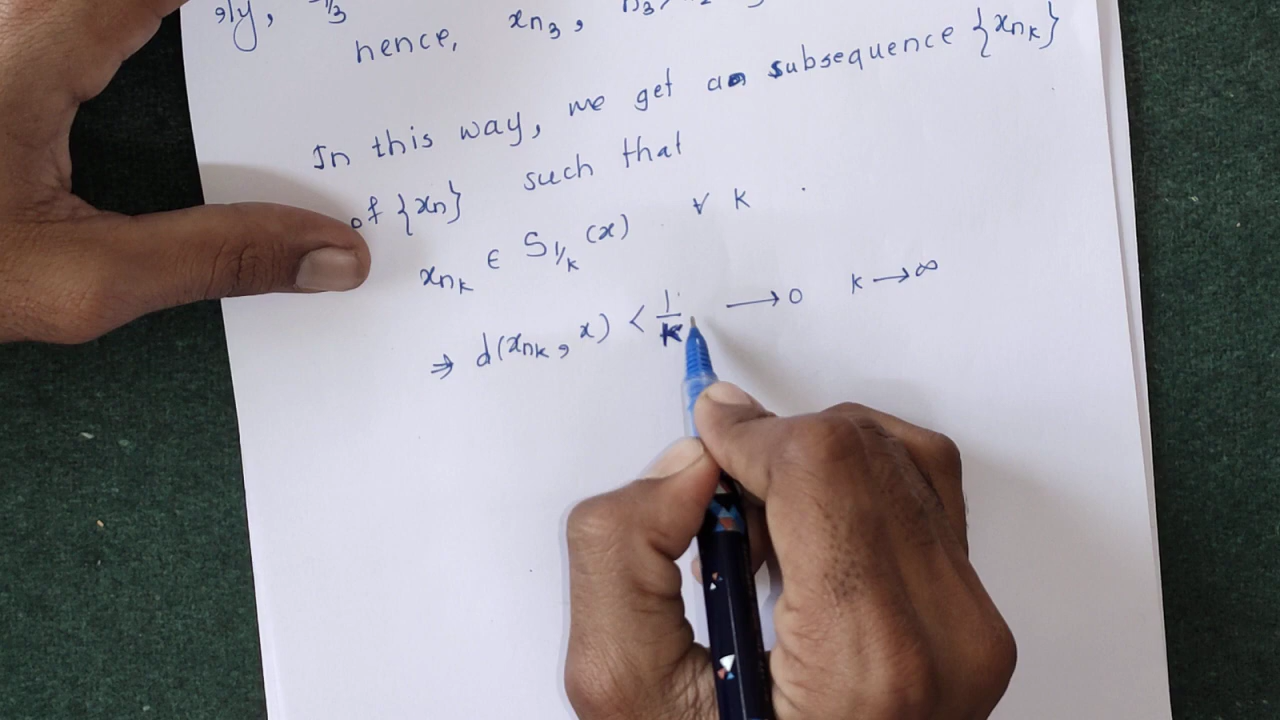 hence, xn₃,
In this way, we get a subsequence {xnₖ}
of {xn} such that
xnₖ ∈ S₁/ₖ (x) ∀ k
⇒ d(xnₖ, x) < 1/k ⟶ 0 k ⟶ ∞